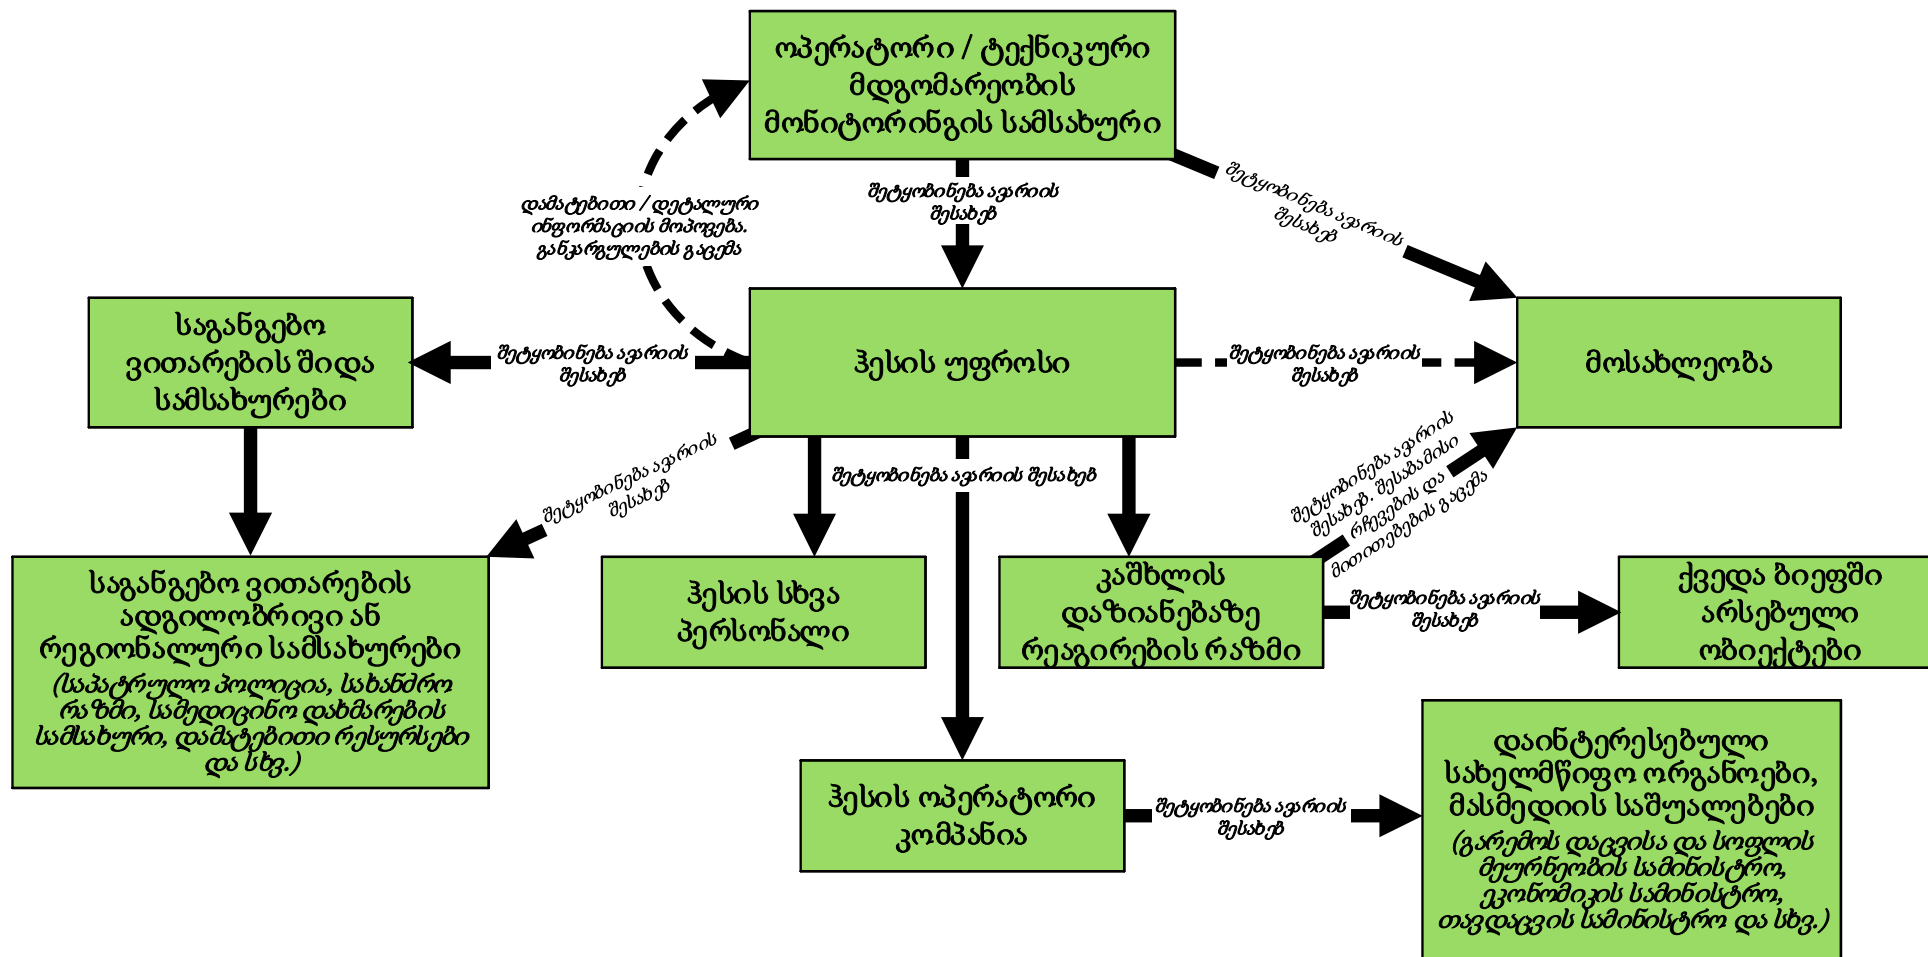 ოპერატორი / ტექნიკური
მდგომარეობის
მონიტორინგის სამსახური
შეტყობინება ავარიის
შესახებ
შეტყობინება ავარიის
შესახებ
დამატებითი / დეტალური
ინფორმაციის მოპოვება.
განკარგულების გაცემა
საგანგებო
ვითარების შიდა
სამსახურები
შეტყობინება ავარიის
შესახებ
ჰესის უფროსი
შეტყობინება ავარიის
შესახებ
მოსახლეობა
შეტყობინება ავარიის
შესახებ
შეტყობინება ავარიის შესახებ
შეტყობინება ავარიის
შესახებ. შესაბამისი
რჩევების და
მითითებების გაცემა
საგანგებო ვითარების
ადგილობრივი ან
რეგიონალური სამსახურები
(საპატრულო პოლიცია, სახანძრო
რაზმი, სამედიცინო დახმარების
სამსახური, დამატებითი რესურსები
და სხვ.)
ჰესის სხვა
პერსონალი
კაშხლის
დაზიანებაზე
რეაგირების რაზმი
შეტყობინება ავარიის
შესახებ
ქვედა ბიეფში
არსებული
ობიექტები
ჰესის ოპერატორი
კომპანია
შეტყობინება ავარიის
შესახებ
დაინტერესებული
სახელმწიფო ორგანოები,
მასმედიის საშუალებები
(გარემოს დაცვისა და სოფლის
მეურნეობის სამინისტრო,
ეკონომიკის სამინისტრო,
თავდაცვის სამინისტრო და სხვ.)